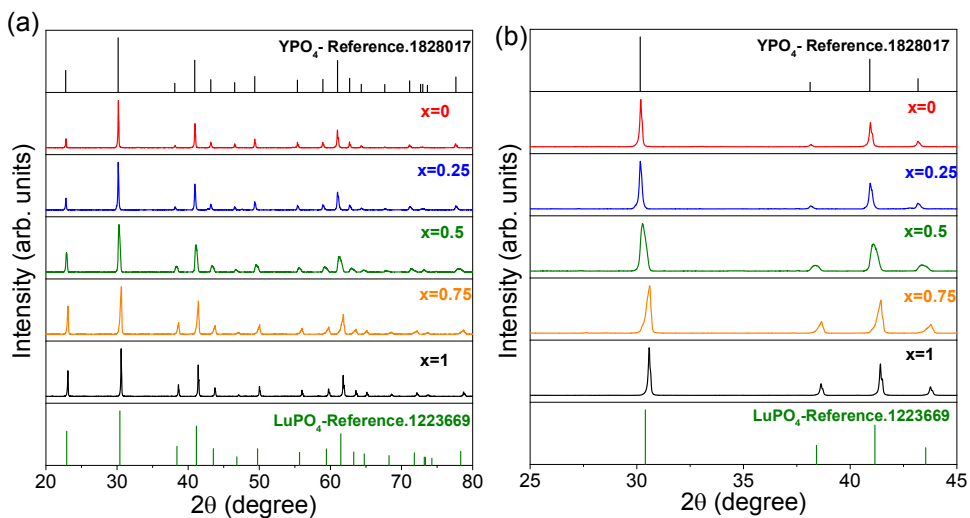 (a)
YPO₄- Reference.1828017
x=0
x=0.25
x=0.5
x=0.75
x=1
LuPO₄-Reference.1223669
Intensity (arb. units)
20 30 40 50 60 70 80
2θ (degree)
(b)
YPO₄- Reference.1828017
x=0
x=0.25
x=0.5
x=0.75
x=1
LuPO₄-Reference.1223669
Intensity (arb. units)
25 30 35 40 45
2θ (degree)